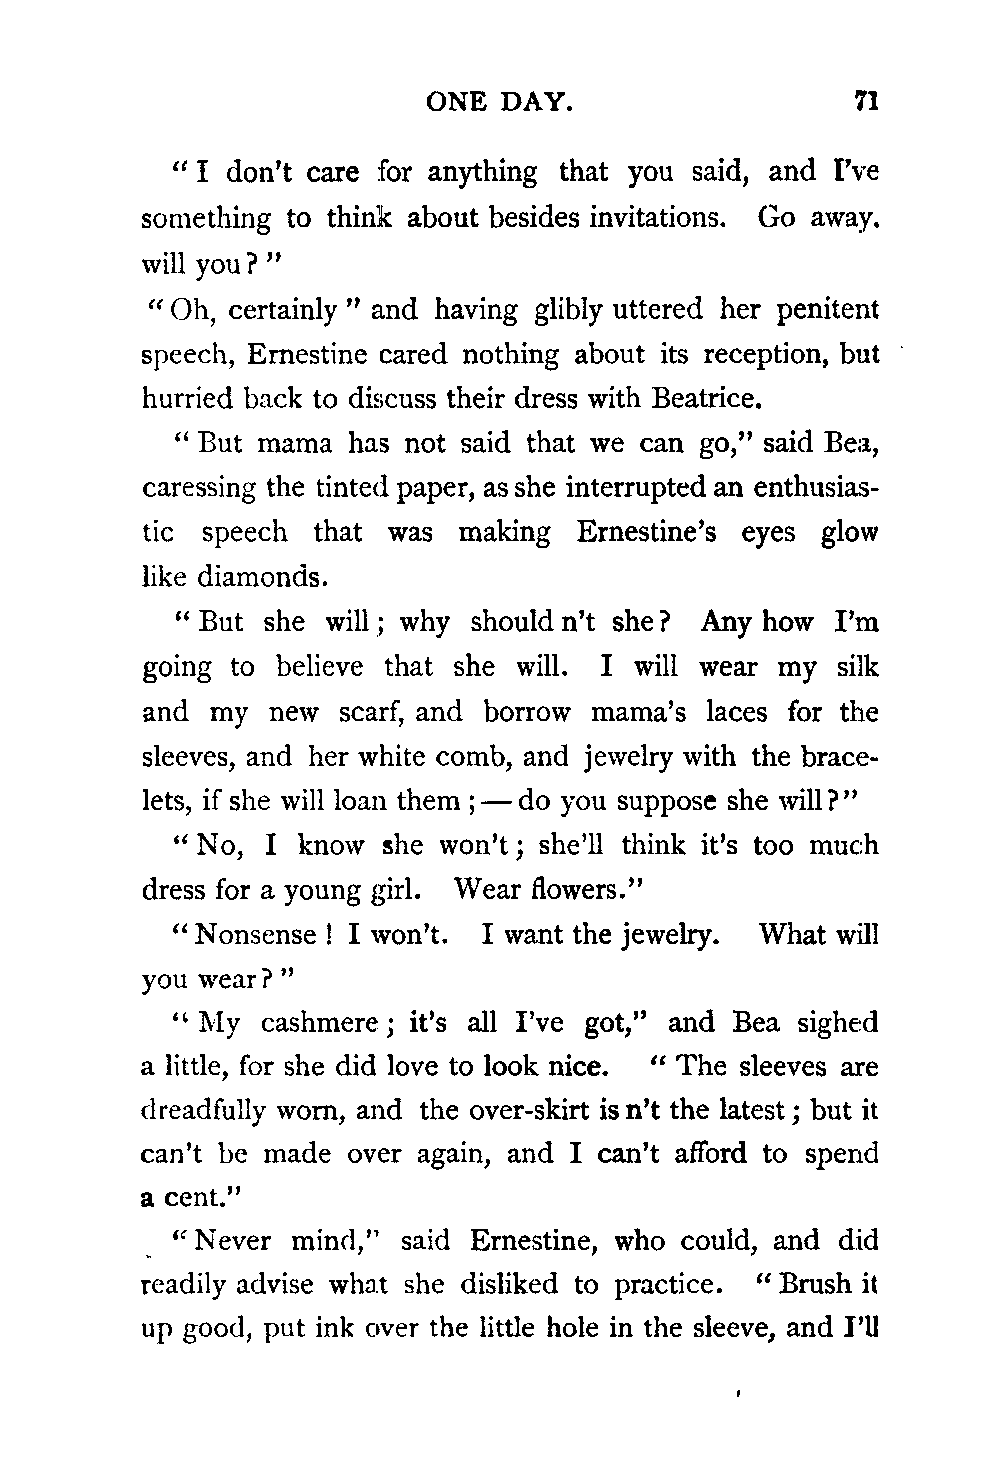 ONE DAY. 71
“ I don't care for anything that you said, and I've
something to think about besides invitations. Go away.
will you ? ”
“ Oh, certainly ” and having glibly uttered her penitent
speech, Ernestine cared nothing about its reception, but
hurried back to discuss their dress with Beatrice.
“ But mama has not said that we can go,” said Bea,
caressing the tinted paper, as she interrupted an enthusias-
tic speech that was making Ernestine's eyes glow
like diamonds.
“ But she will ; why should n't she ? Any how I'm
going to believe that she will. I will wear my silk
and my new scarf, and borrow mama's laces for the
sleeves, and her white comb, and jewelry with the brace-
lets, if she will loan them ; — do you suppose she will ? ”
“ No, I know she won't ; she'll think it's too much
dress for a young girl. Wear flowers.”
“ Nonsense ! I won't. I want the jewelry. What will
you wear ? ”
“ My cashmere ; it's all I've got,” and Bea sighed
a little, for she did love to look nice. “ The sleeves are
dreadfully worn, and the over-skirt is n't the latest ; but it
can't be made over again, and I can't afford to spend
a cent.”
“ Never mind,” said Ernestine, who could, and did
readily advise what she disliked to practice. “ Brush it
up good, put ink over the little hole in the sleeve, and I'll